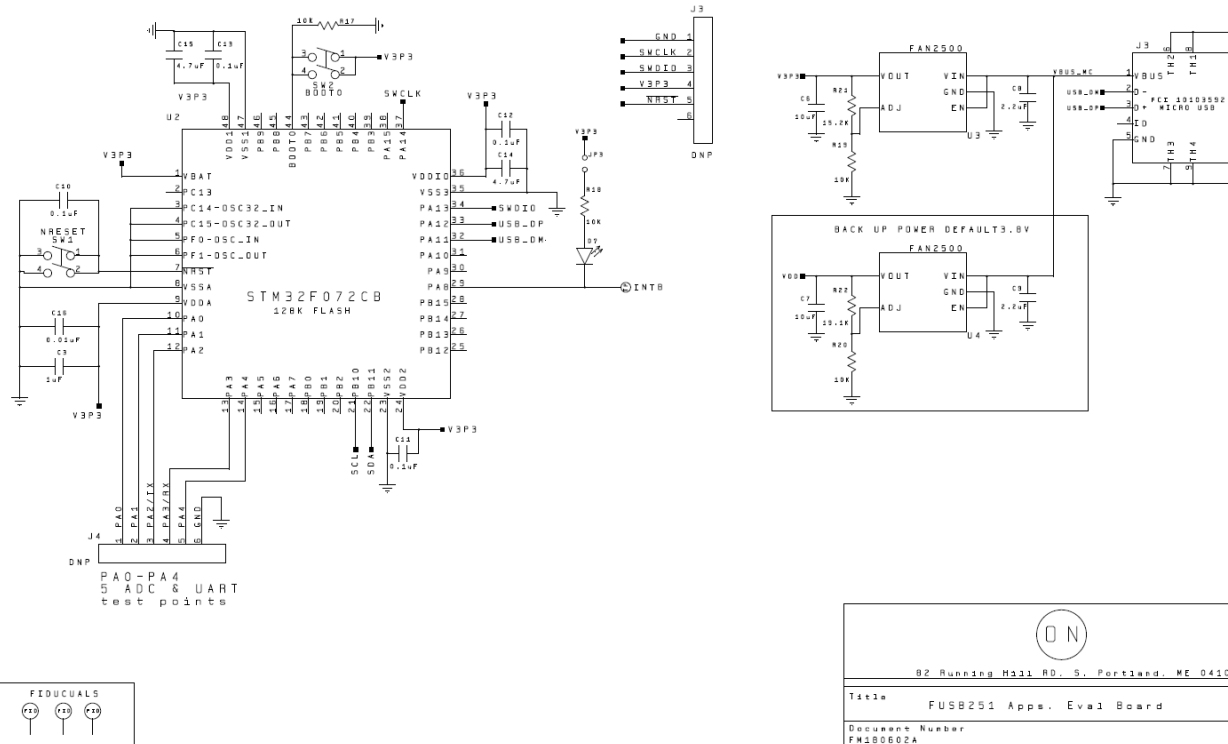 J3
GND 1
SWCLK 2
SWDIO 3
V3P3 4
NRST 5
6
DNP
10K R17
3 1 V3P3
4 2
SW2
BOOT0
C15 C13
4.7uF 0.1uF
V3P3
SWCLK
U2
48 47 46 45 44 43 42 41 40 39 38 37
VDD1 VSS1 PB9 PB8 BOOT0 PB7 PB6 PB5 PB4 PB3 PA15 PA14
V3P3
C12
0.1uF
C14
4.7uF
V3P3
JP3
R18
10K
D7
V3P3
C10
0.1uF
NRESET
SW1
3 1
4 2
C16
0.01uF
C3
1uF
V3P3
1 VBAT
2 PC13
3 PC14-OSC32_IN
4 PC15-OSC32_OUT
5 PF0-OSC_IN
6 PF1-OSC_OUT
7 NRST
8 VSSA
9 VDDA
10 PA0
11 PA1
12 PA2
STM32F072CB
128K FLASH
VDDIO 36
VSS3 35
PA13 34 SWDIO
PA12 33 USB_DP
PA11 32 USB_DM
PA10 31
PA9 30
PA8 29 INTB
PB15 28
PB14 27
PB13 26
PB12 25
PA3 PA4 PA5 PA6 PA7 PB0 PB1 PB2 PB10 PB11 VSS2 VDD2
13 14 15 16 17 18 19 20 21 22 23 24
SCL SDA
C11
0.1uF
V3P3
PA0 PA1 PA2/TX PA3/RX PA4 GND
1 2 3 4 5 6
J4
DNP
PA0-PA4
5 ADC & UART
test points
FAN2500
V3P3 VOUT VIN VBUS_MC
GND
ADJ EN
U3
C6
10uF
R21
15.2K
R19
10K
C8
2.2uF
J3
TH2 6 TH1 8
1 VBUS
USB_DM 2 D-
USB_DP 3 D+
4 ID
5 GND
FCI 10103592
MICRO USB
TH3 7 TH4 9
BACK UP POWER DEFAULT3.8V
FAN2500
VDD VOUT VIN
GND
ADJ EN
U4
C7
10uF
R22
19.1K
R20
10K
C9
2.2uF
FIDUCUALS
FID FID FID
ON
82 Running Hill RD. S. Portland, ME 0410
Title
FUSB251 Apps. Eval Board
Document Number
FM180602A